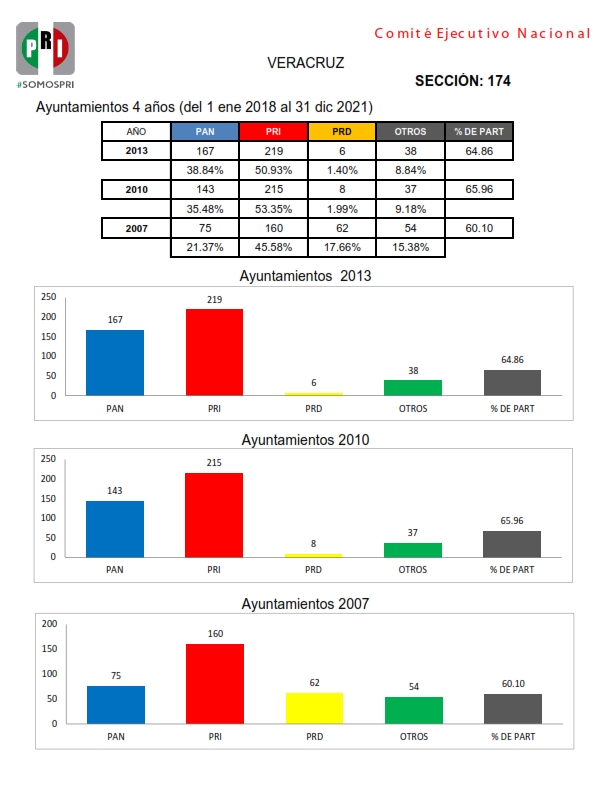 Comité Ejecutivo Nacional
PRI
#SOMOSPRI
VERACRUZ
SECCIÓN: 174
Ayuntamientos 4 años (del 1 ene 2018 al 31 dic 2021)
AÑO PAN PRI PRD OTROS % DE PART
2013 167 219 6 38 64.86
38.84% 50.93% 1.40% 8.84%
2010 143 215 8 37 65.96
35.48% 53.35% 1.99% 9.18%
2007 75 160 62 54 60.10
21.37% 45.58% 17.66% 15.38%
Ayuntamientos 2013
250
200
150
100
50
0
167 219 6 38 64.86
PAN PRI PRD OTROS % DE PART
Ayuntamientos 2010
250
200
150
100
50
0
143 215 8 37 65.96
PAN PRI PRD OTROS % DE PART
Ayuntamientos 2007
200
150
100
50
0
75 160 62 54 60.10
PAN PRI PRD OTROS % DE PART